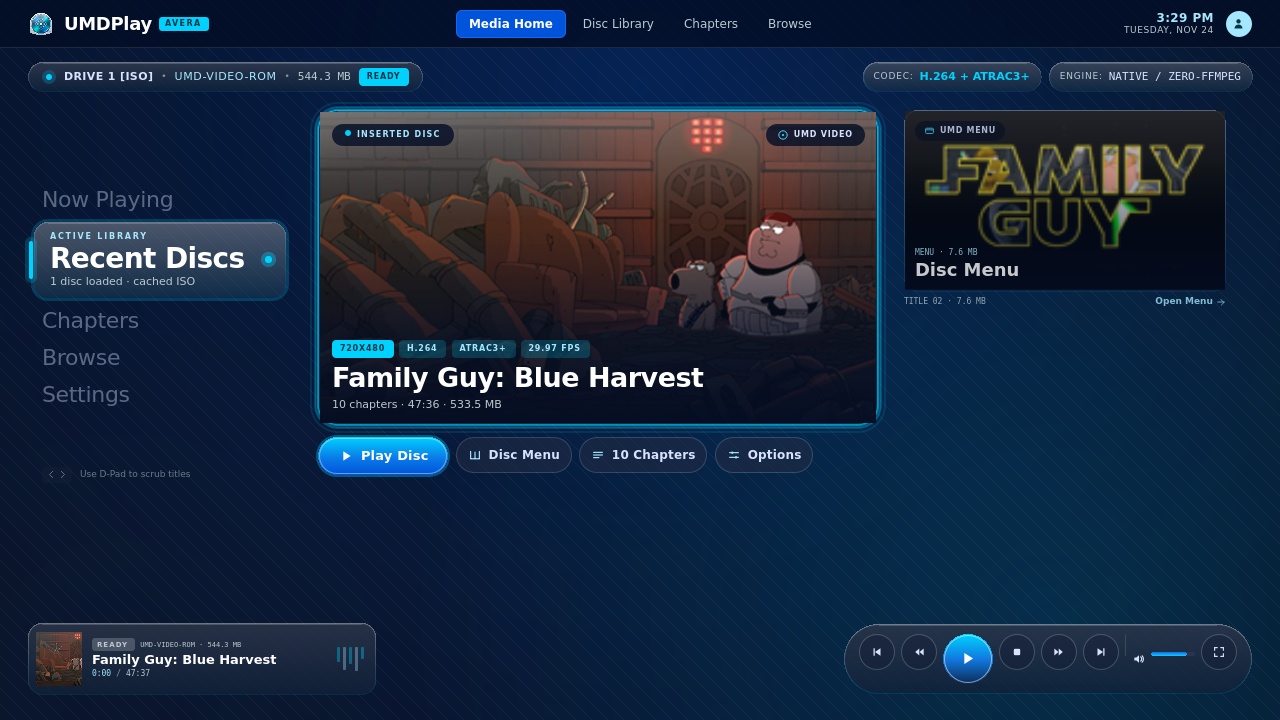 UMDPlay AVERA
Media Home
Disc Library
Chapters
Browse
3:29 PM
TUESDAY, NOV 24
DRIVE 1 [ISO] • UMD-VIDEO-ROM • 544.3 MB READY
CODEC: H.264 + ATRAC3+
ENGINE: NATIVE / ZERO-FFMPEG
Now Playing
ACTIVE LIBRARY
Recent Discs
1 disc loaded · cached ISO
Chapters
Browse
Settings
Use D-Pad to scrub titles
INSERTED DISC
UMD VIDEO
720X480
H.264
ATRAC3+
29.97 FPS
Family Guy: Blue Harvest
10 chapters · 47:36 · 533.5 MB
Play Disc
Disc Menu
10 Chapters
Options
UMD MENU
FAMILY
GUY
MENU · 7.6 MB
Disc Menu
TITLE 02 · 7.6 MB
Open Menu →
READY UMD-VIDEO-ROM · 544.3 MB
Family Guy: Blue Harvest
0:00 / 47:37